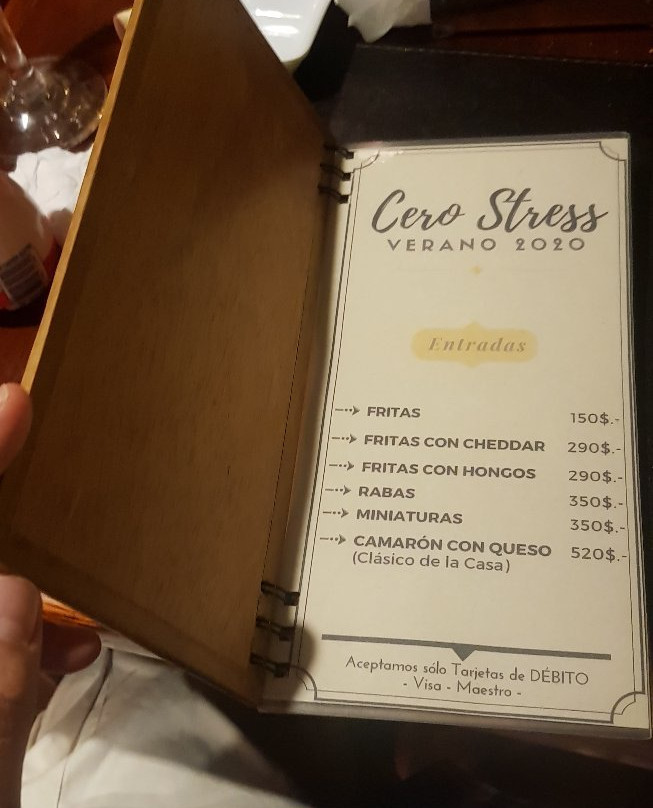 Cero Stress
VERANO 2020
Entradas
FRITAS 150$.-
FRITAS CON CHEDDAR 290$.-
FRITAS CON HONGOS 290$.-
RABAS 350$.-
MINIATURAS 350$.-
CAMARÓN CON QUESO 520$.-
(Clásico de la Casa)
Aceptamos sólo Tarjetas de DÉBITO
- Visa - Maestro -